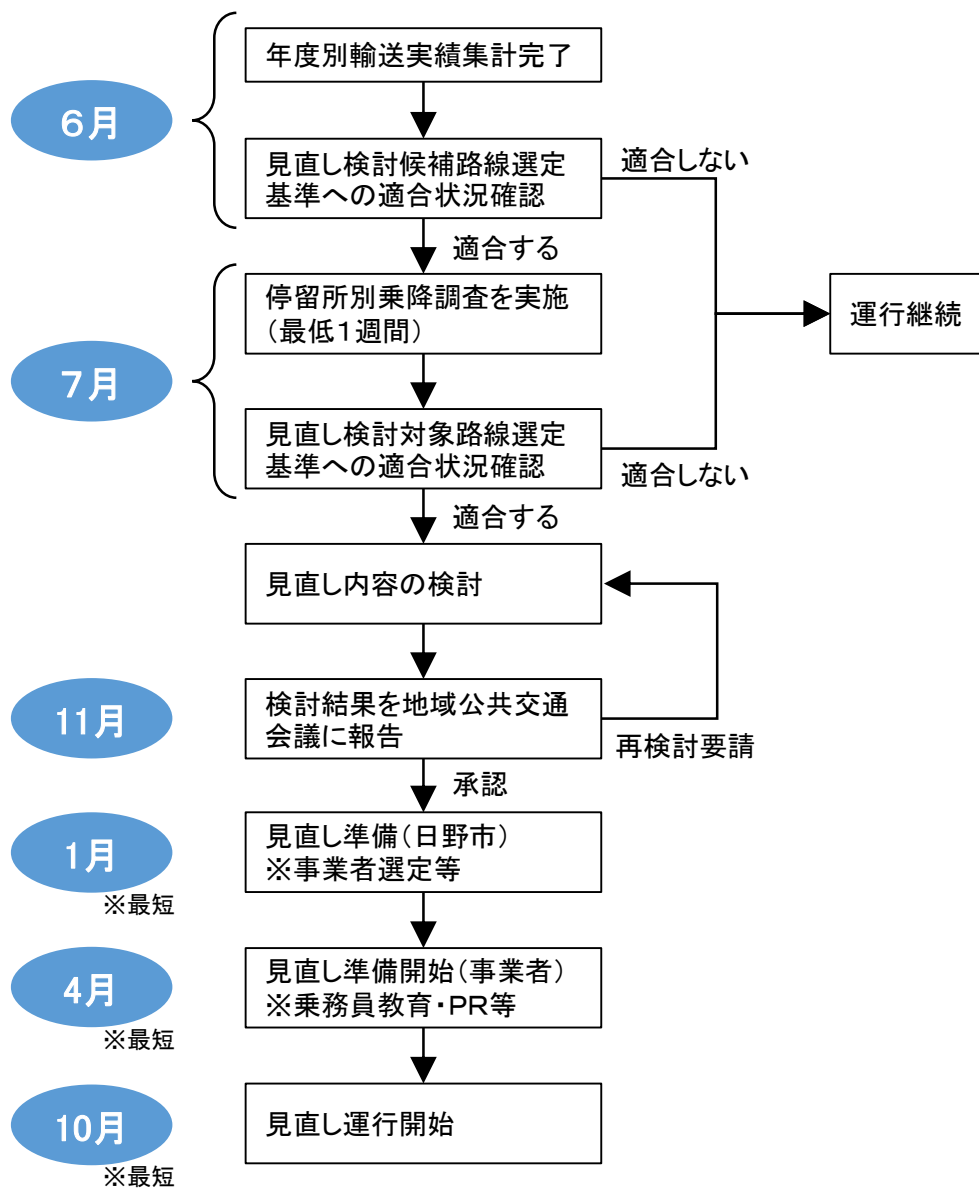 年度別輸送実績集計完了
6月
見直し検討候補路線選定
基準への適合状況確認
適合しない
適合する
停留所別乗降調査を実施
(最低1週間)
運行継続
7月
見直し検討対象路線選定
基準への適合状況確認
適合しない
適合する
見直し内容の検討
11月
検討結果を地域公共交通
会議に報告
再検討要請
承認
1月
※最短
見直し準備(日野市)
※事業者選定等
4月
※最短
見直し準備開始(事業者)
※乗務員教育・PR等
10月
※最短
見直し運行開始